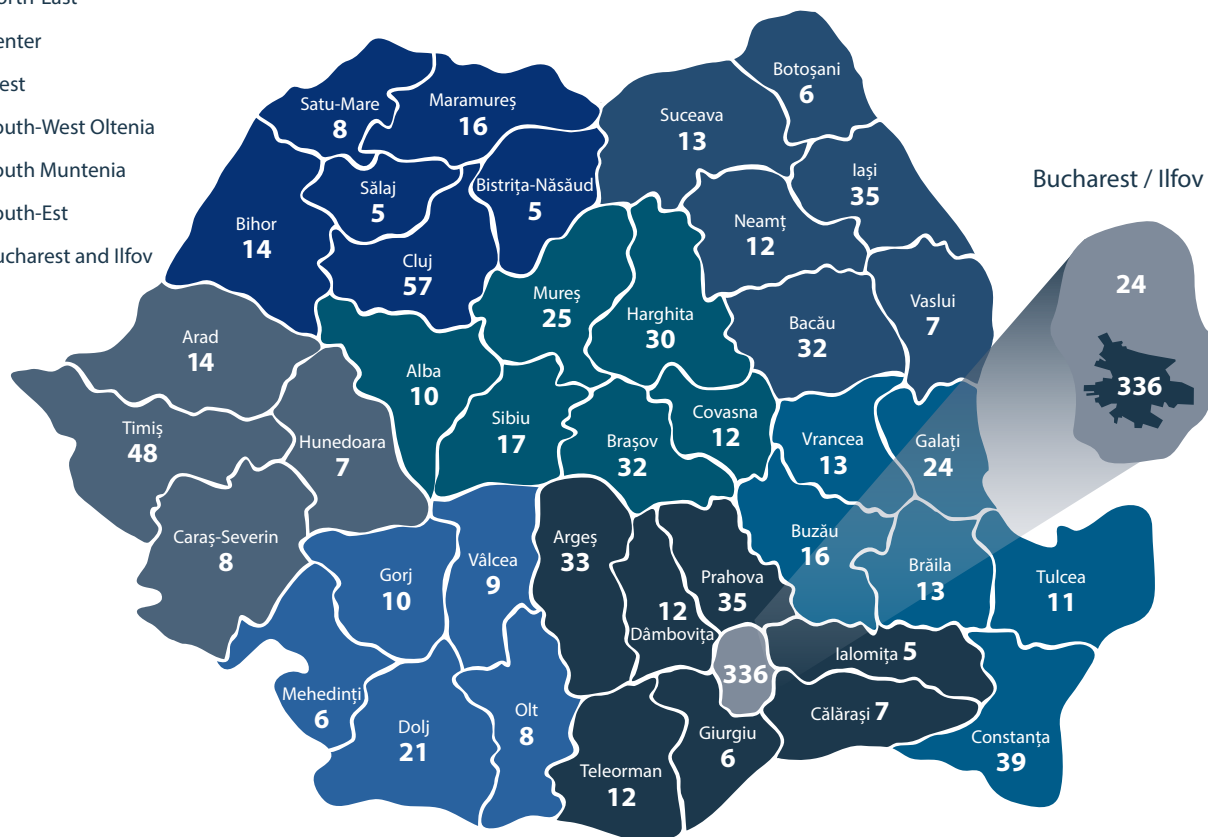 orth-East
enter
est
outh-West Oltenia
outh Muntenia
outh-Est
ucharest and Ilfov
Satu-Mare
8
Maramureș
16
Botoșani
6
Suceava
13
Sălaj
5
Bistrița-Năsăud
5
Iași
35
Bucharest / Ilfov
Bihor
14
Neamț
12
Cluj
57
24
336
Mureș
25
Harghita
30
Vaslui
7
Bacău
32
Arad
14
Alba
10
Timiș
48
Hunedoara
7
Sibiu
17
Brașov
32
Covasna
12
Vrancea
13
Galați
24
Caraș-Severin
8
Gorj
10
Vâlcea
9
Argeș
33
12
Dâmbovița
Prahova
35
Buzău
16
Brăila
13
Tulcea
11
336
Ialomița 5
Călărași 7
Mehedinți
6
Dolj
21
Olt
8
Teleorman
12
Giurgiu
6
Constanța
39